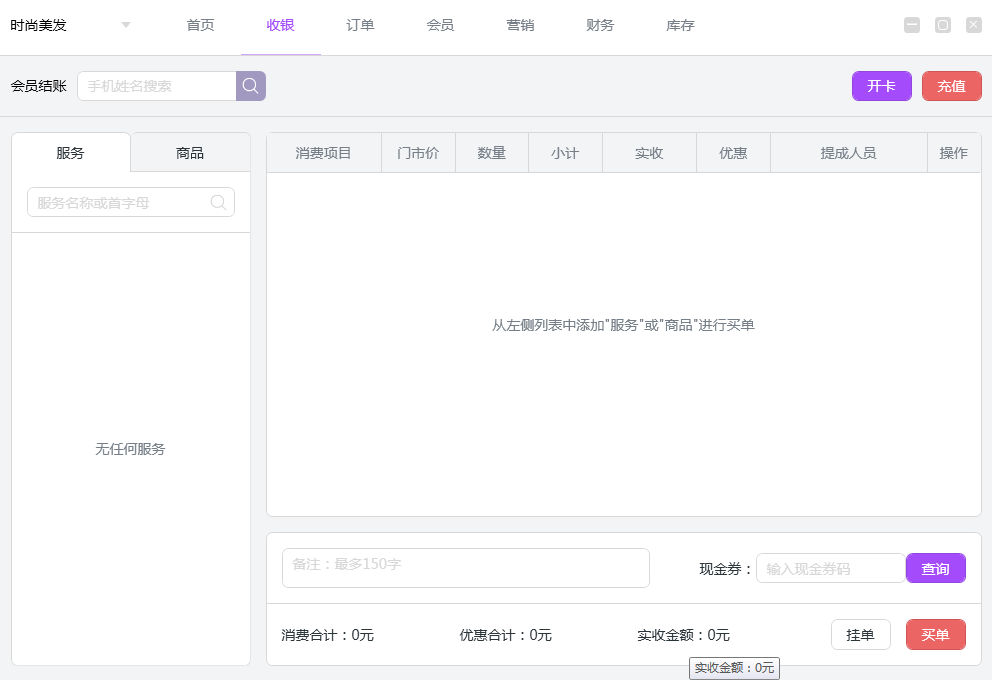 时尚美发 首页 收银 订单 会员 营销 财务 库存
会员结账 手机姓名搜索 开卡 充值
服务 商品
服务名称或首字母
无任何服务
消费项目 门市价 数量 小计 实收 优惠 提成人员 操作
从左侧列表中添加"服务"或"商品"进行买单
备注：最多150字 现金券： 输入现金券码 查询
消费合计：0元 优惠合计：0元 实收金额：0元 挂单 买单
实收金额：0元